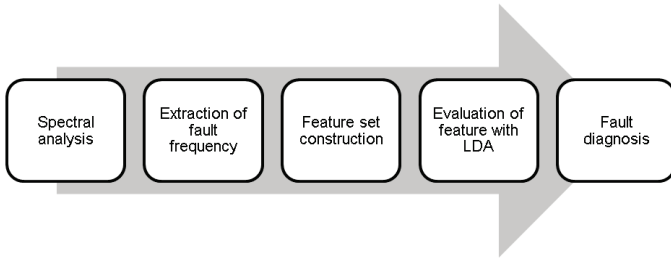 Spectral
analysis
Extraction of
fault
frequency
Feature set
construction
Evaluation of
feature with
LDA
Fault
diagnosis